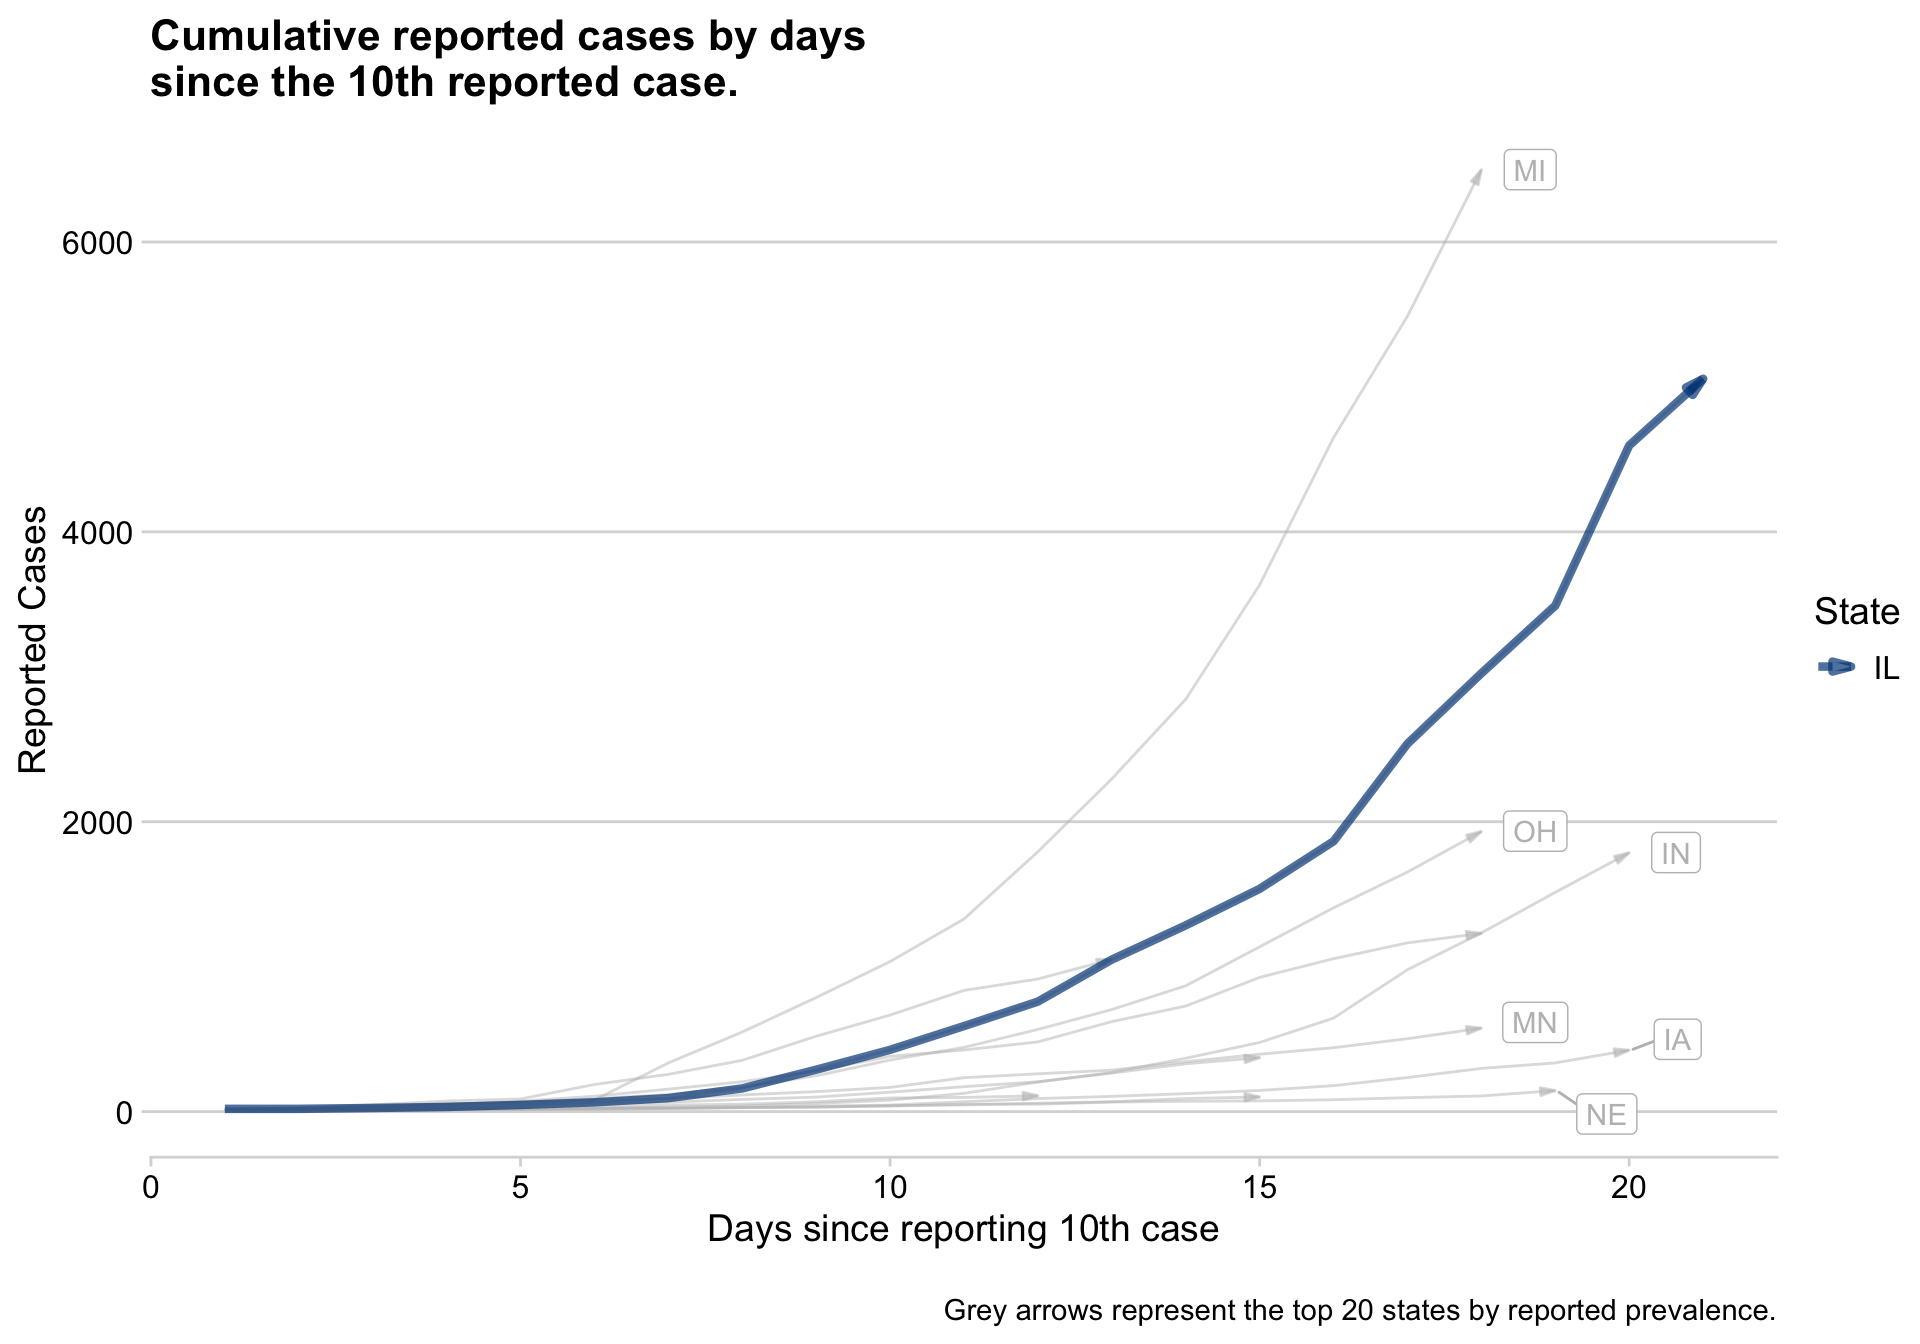 Cumulative reported cases by days
since the 10th reported case.
MI
6000
4000
2000
0
Reported Cases
OH
IN
MN
IA
NE
State
IL
0 5 10 15 20
Days since reporting 10th case
Grey arrows represent the top 20 states by reported prevalence.